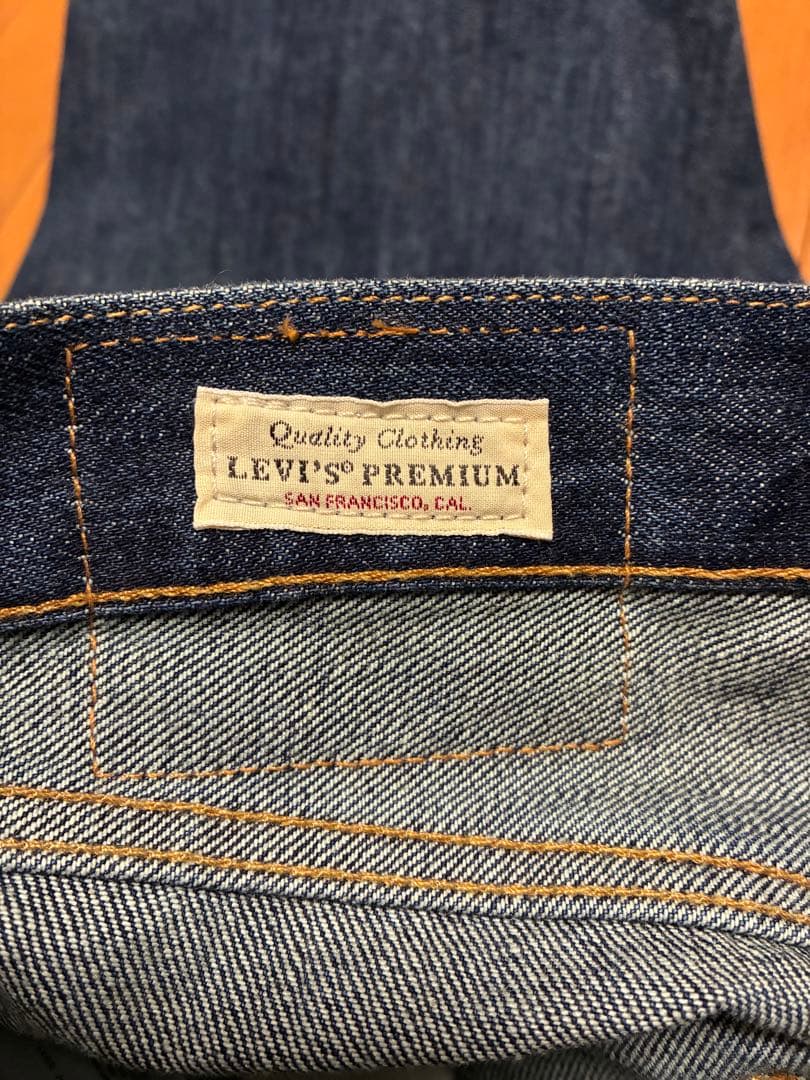 Quality Clothing
LEVI'S® PREMIUM
SAN FRANCISCO, CAL.